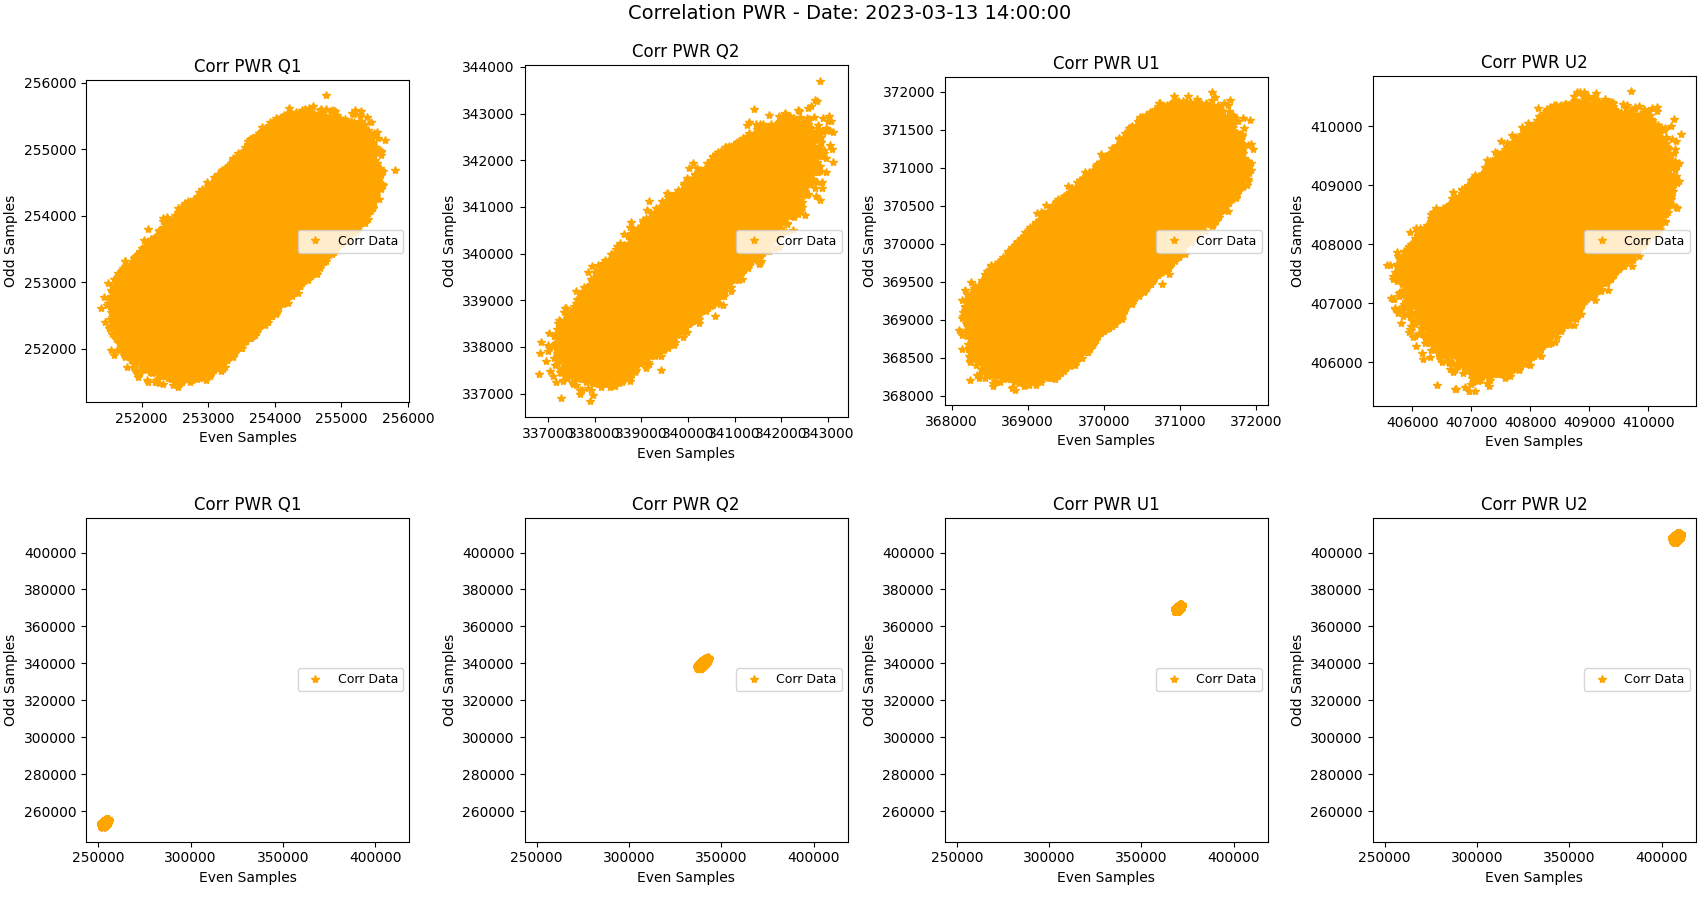 Correlation PWR - Date: 2023-03-13 14:00:00
Corr PWR Q1
256000
255000
254000
253000
252000
Odd Samples
Corr Data
252000 253000 254000 255000 256000
Even Samples
Corr PWR Q2
344000
343000
342000
341000
340000
339000
338000
337000
Odd Samples
Corr Data
337000 338000 339000 340000 341000 342000 343000
Even Samples
Corr PWR U1
372000
371500
371000
370500
370000
369500
369000
368500
368000
Odd Samples
Corr Data
368000 369000 370000 371000 372000
Even Samples
Corr PWR U2
410000
409000
408000
407000
406000
Odd Samples
Corr Data
406000 407000 408000 409000 410000
Even Samples
Corr PWR Q1
400000
380000
360000
340000
320000
300000
280000
260000
Odd Samples
Corr Data
250000 300000 350000 400000
Even Samples
Corr PWR Q2
400000
380000
360000
340000
320000
300000
280000
260000
Odd Samples
Corr Data
250000 300000 350000 400000
Even Samples
Corr PWR U1
400000
380000
360000
340000
320000
300000
280000
260000
Odd Samples
Corr Data
250000 300000 350000 400000
Even Samples
Corr PWR U2
400000
380000
360000
340000
320000
300000
280000
260000
Odd Samples
Corr Data
250000 300000 350000 400000
Even Samples